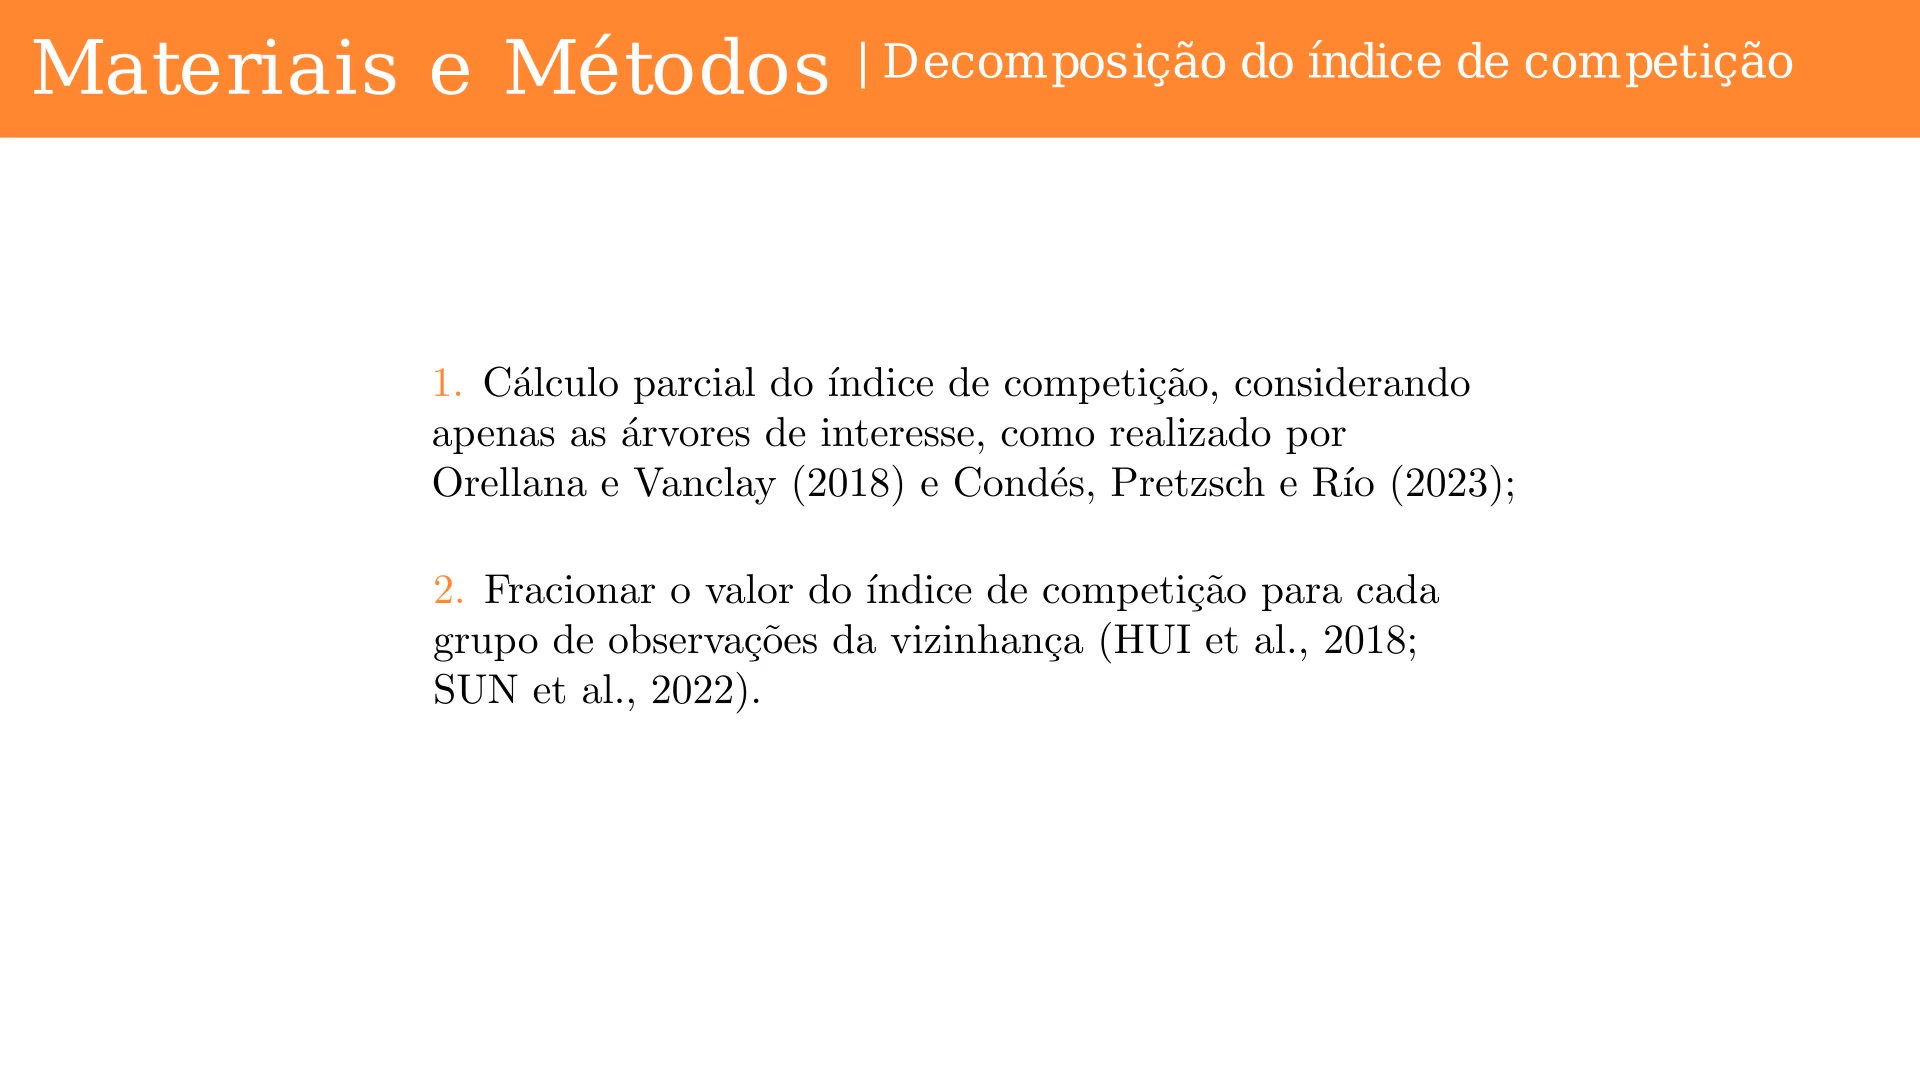 Materiais e Métodos | Decomposição do índice de competição
1. Cálculo parcial do índice de competição, considerando
apenas as árvores de interesse, como realizado por
Orellana e Vanclay (2018) e Condés, Pretzsch e Río (2023);
2. Fracionar o valor do índice de competição para cada
grupo de observações da vizinhança (HUI et al., 2018;
SUN et al., 2022).